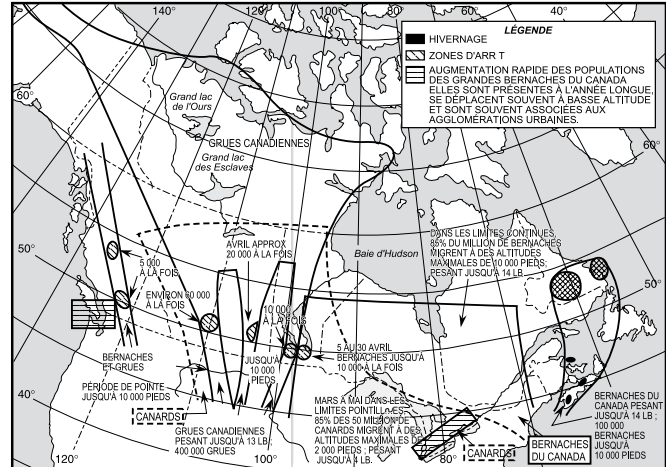 160°
140°
120°
100°
80°
60°
40°
LÉGENDE
HIVERNAGE
ZONES D'ARR T
AUGMENTATION RAPIDE DES POPULATIONS
DES GRANDES BERNACHES DU CANADA
ELLES SONT PRÉSENTES À L'ANNÉE LONGUE,
SE DÉPLACENT SOUVENT À BASSE ALTITUDE
ET SONT SOUVENT ASSOCIÉES AUX
AGGLOMÉRATIONS URBAINES.
60°
60°
50°
50°
40°
40°
Grand lac
de l'Ours
GRUES CANADIENNES
Grand lac
des Esclaves
Baie d'Hudson
AVRIL APPROX
20 000 À LA FOIS
DANS LES LIMITES CONTINUES,
85% DU MILLION DE BERNACHES
MIGRENT À DES ALTITUDES
MAXIMALES DE 10 000 PIEDS;
PESANT JUSQU'À 14 LB.
5 000
À LA FOIS
ENVIRON 60 000
À LA FOIS
10 000
À LA FOIS
5 AU 30 AVRIL
BERNACHES JUSQU'À
10 000 À LA FOIS
BERNACHES
ET GRUES
PÉRIODE DE POINTE
JUSQU'À 10 000 PIEDS
JUSQU'À
10 000
PIEDS
CANARDS
GRUES CANADIENNES
PESANT JUSQU'À 13 LB;
400 000 GRUES
MARS À MAI DANS LES
LIMITES POINTILLÉES,
85% DES 50 MILLION DE
CANARDS MIGRENT À DES
ALTITUDES MAXIMALES DE
2 000 PIEDS; PESANT
JUSQU'À 4 LB.
CANARDS
BERNACHES
DU CANADA
BERNACHES DU
CANADA PESANT
JUSQU'À 14 LB;
100 000
BERNACHES
JUSQU'À
10 000 PIEDS
120°
100°
80°